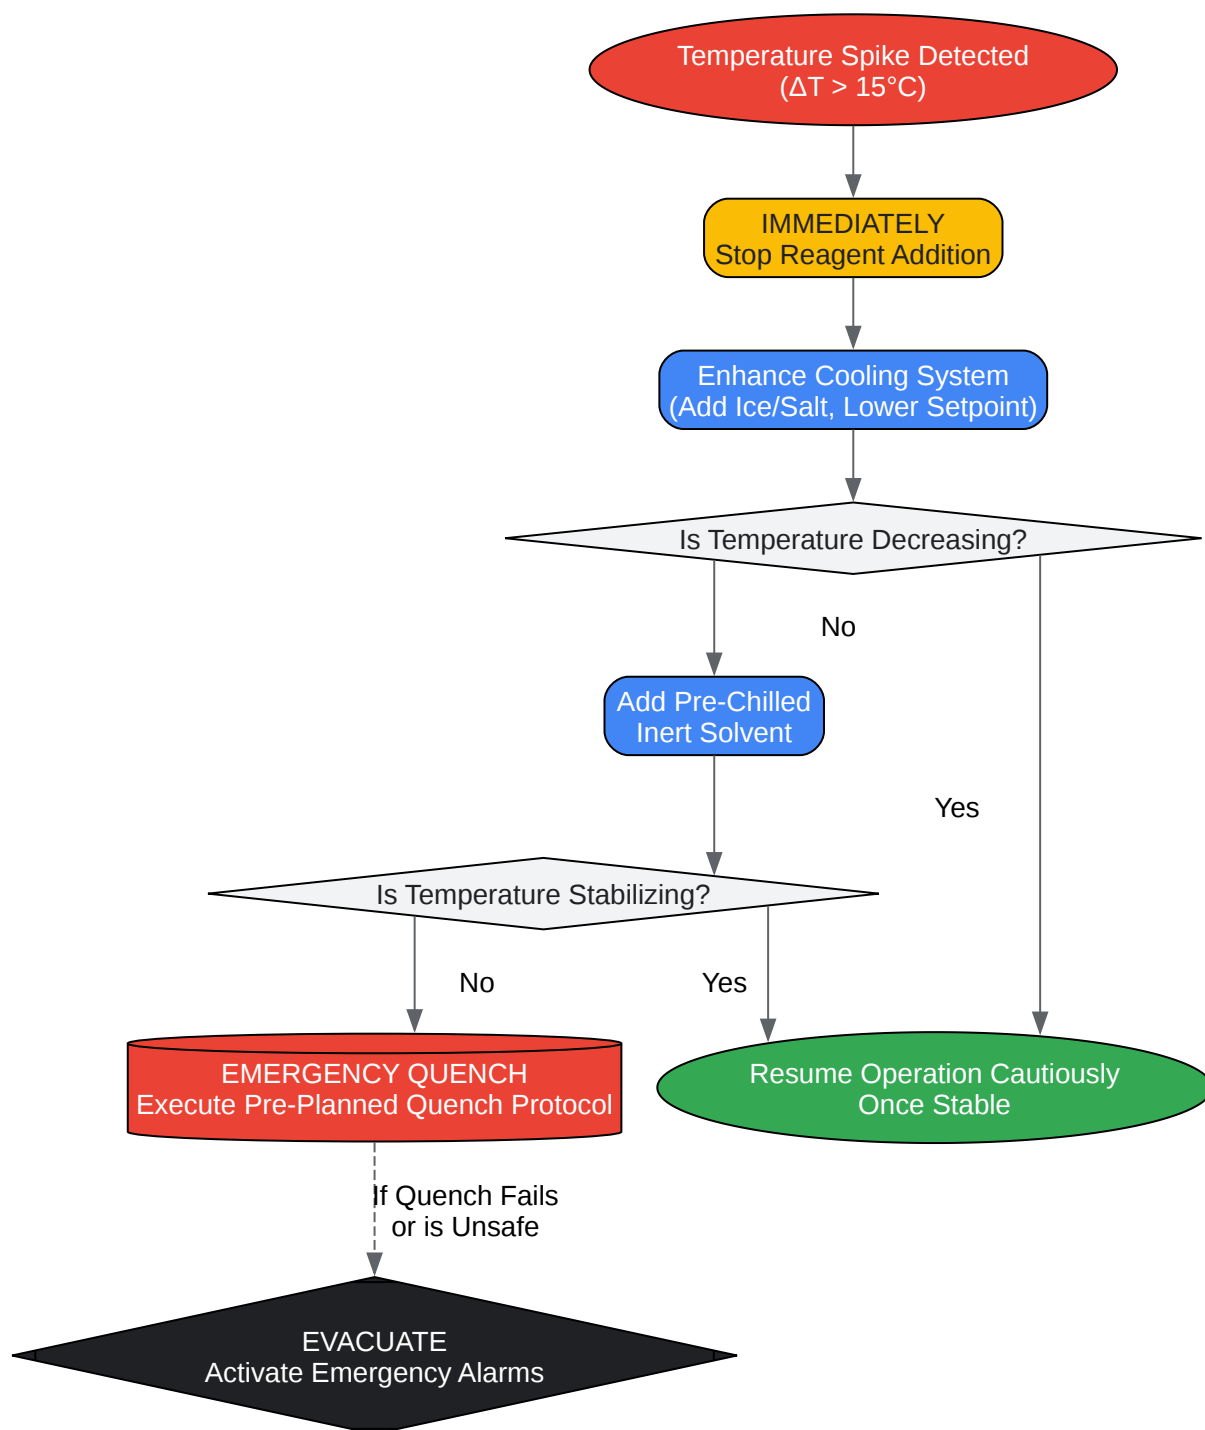 Temperature Spike Detected
(ΔT > 15°C)
IMMEDIATELY
Stop Reagent Addition
Enhance Cooling System
(Add Ice/Salt, Lower Setpoint)
Is Temperature Decreasing?
No
Add Pre-Chilled
Inert Solvent
Yes
Is Temperature Stabilizing?
No
Yes
EMERGENCY QUENCH
Execute Pre-Planned Quench Protocol
Resume Operation Cautiously
Once Stable
If Quench Fails
or is Unsafe
EVACUATE
Activate Emergency Alarms